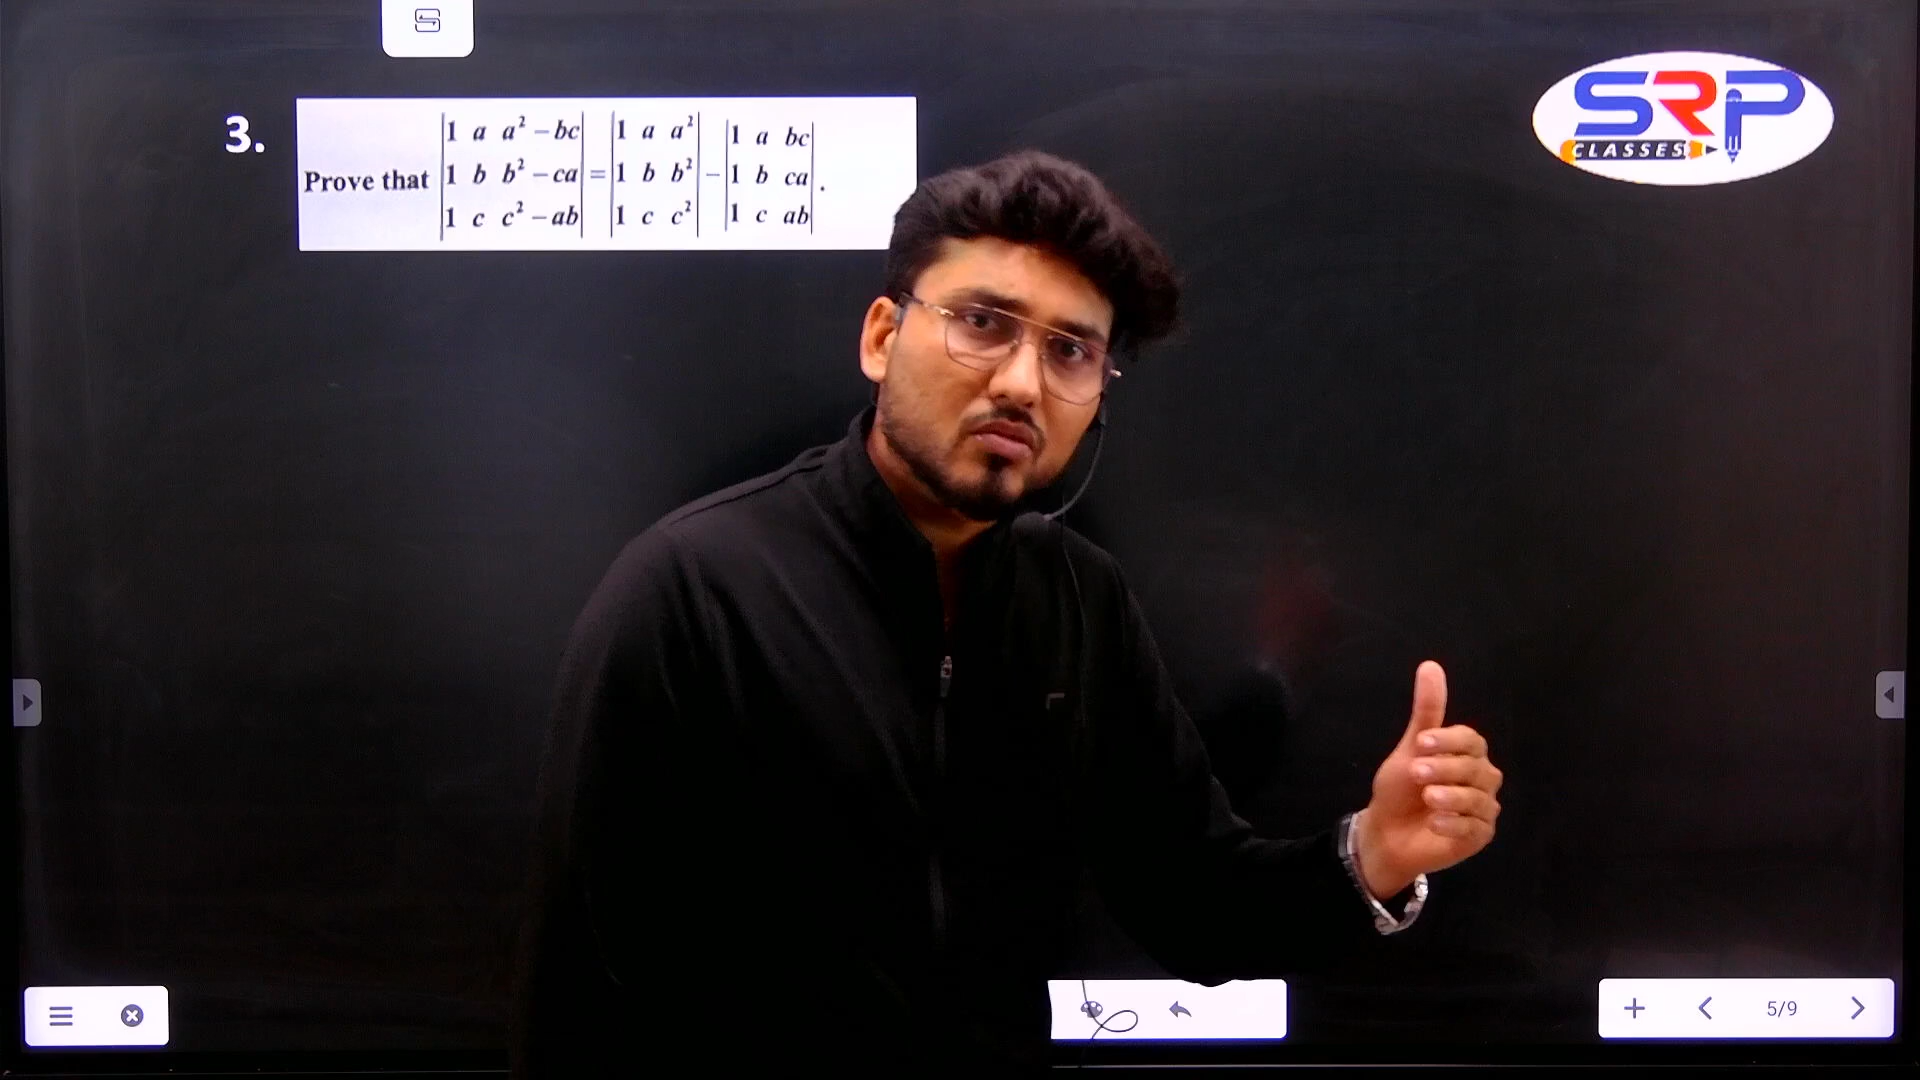 SRP
CLASSES
3.
Prove that |1 a a² – bc| = |1 a a²| – |1 a bc| .
|1 b b² – ca| |1 b b²| |1 b ca|
|1 c c² – ab| |1 c c²| |1 c ab|
5/9